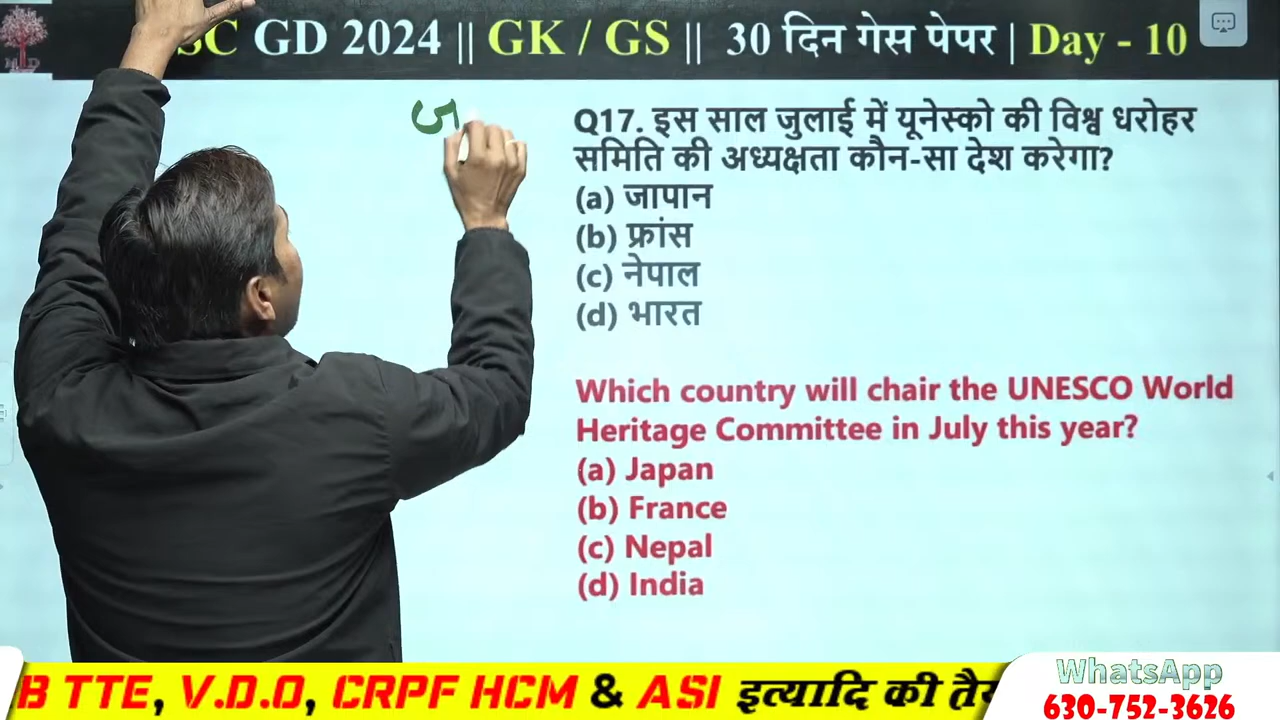 SC GD 2024 || GK / GS || 30 दिन गेस पेपर | Day - 10
5
Q17. इस साल जुलाई में यूनेस्को की विश्व धरोहर
समिति की अध्यक्षता कौन-सा देश करेगा?
(a) जापान
(b) फ्रांस
(c) नेपाल
(d) भारत
Which country will chair the UNESCO World
Heritage Committee in July this year?
(a) Japan
(b) France
(c) Nepal
(d) India
B TTE, V.D.O, CRPF HCM & ASI इत्यादि की तैय
WhatsApp
630-752-3626